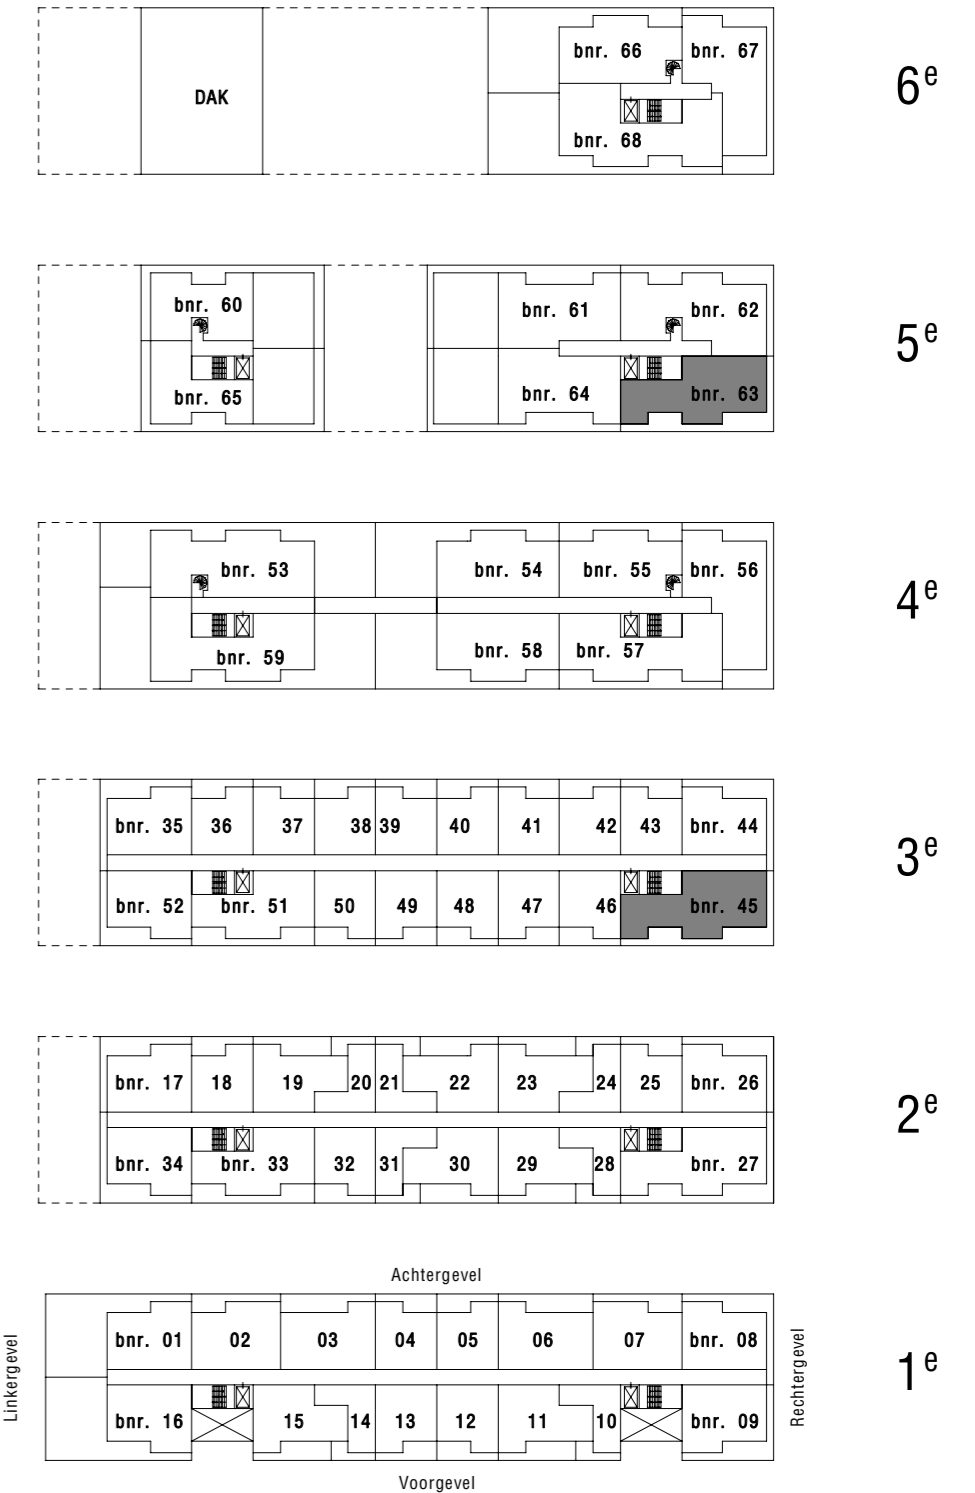 bnr. 66 bnr. 67
DAK
bnr. 68
6e
bnr. 60 bnr. 61 bnr. 62
bnr. 65 bnr. 64 bnr. 63
5e
bnr. 53 bnr. 54 bnr. 55 bnr. 56
bnr. 59 bnr. 58 bnr. 57
4e
bnr. 35 36 37 38 39 40 41 42 43 bnr. 44
bnr. 52 bnr. 51 50 49 48 47 46 bnr. 45
3e
bnr. 17 18 19 20 21 22 23 24 25 bnr. 26
bnr. 34 bnr. 33 32 31 30 29 28 bnr. 27
2e
Achtergevel
bnr. 01 02 03 04 05 06 07 bnr. 08
bnr. 16 15 14 13 12 11 10 bnr. 09
1e
Linkergevel
Rechtergevel
Voorgevel